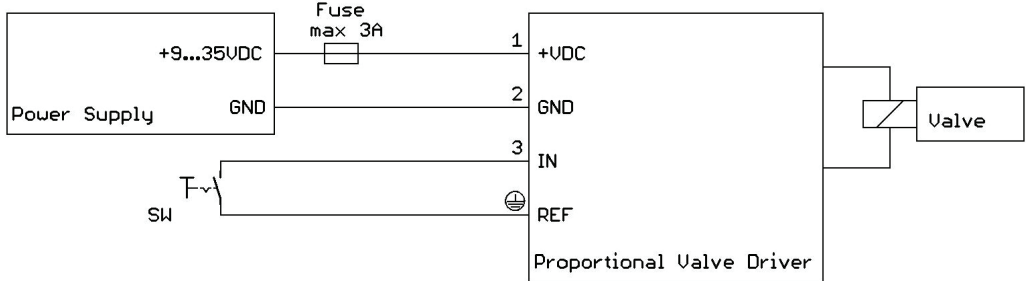 Fuse
max 3A
+9...35VDC
1
+VDC
GND
2
GND
Power Supply
Valve
3
IN
SW
REF
Proportional Valve Driver